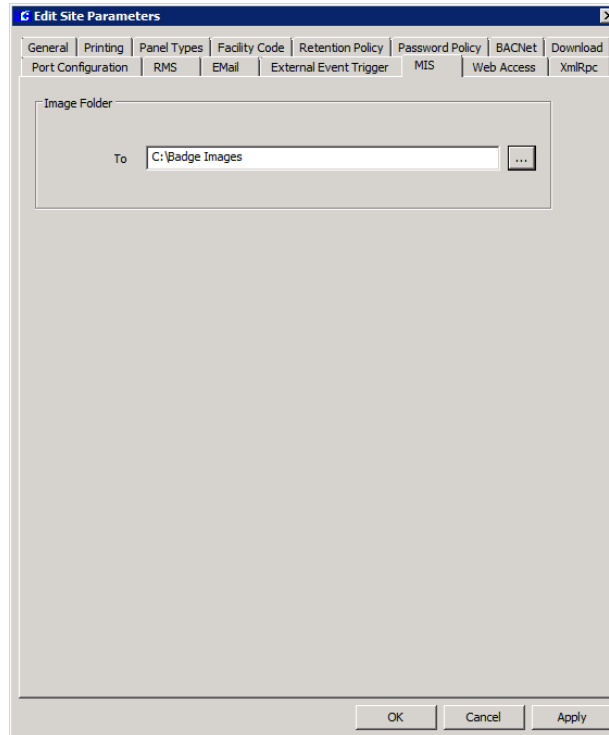 Edit Site Parameters
General Printing Panel Types Facility Code Retention Policy Password Policy BACNet Download
Port Configuration RMS EMail External Event Trigger MIS Web Access XmlRpc
Image Folder
To C:\Badge Images ...
OK Cancel Apply